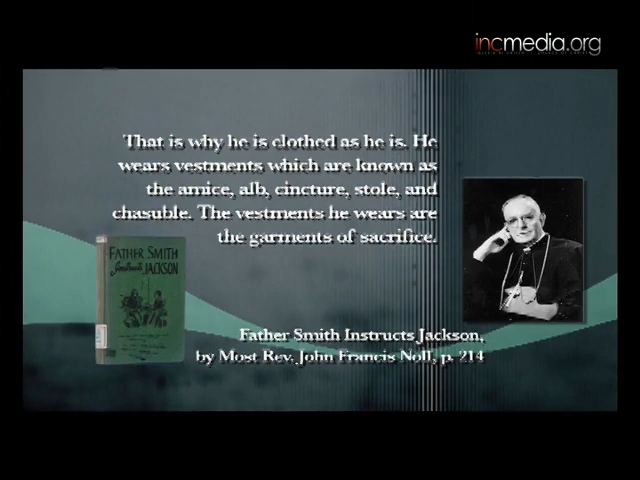 incmedia.org
That is why he is clothed as he is. He
wears vestments which are known as
the amice, alb, cincture, stole, and
chasuble. The vestments he wears are
the garments of sacrifice.
FATHER SMITH
Instructs JACKSON
Father Smith Instructs Jackson,
by Most Rev. John Francis Noll, p. 214